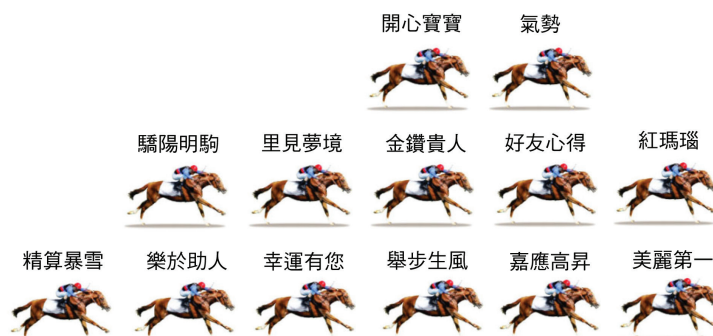 開心寶寶 氣勢
驕陽明駒 里見夢境 金鑽貴人 好友心得 紅瑪瑙
精算暴雪 樂於助人 幸運有您 舉步生風 嘉應高昇 美麗第一